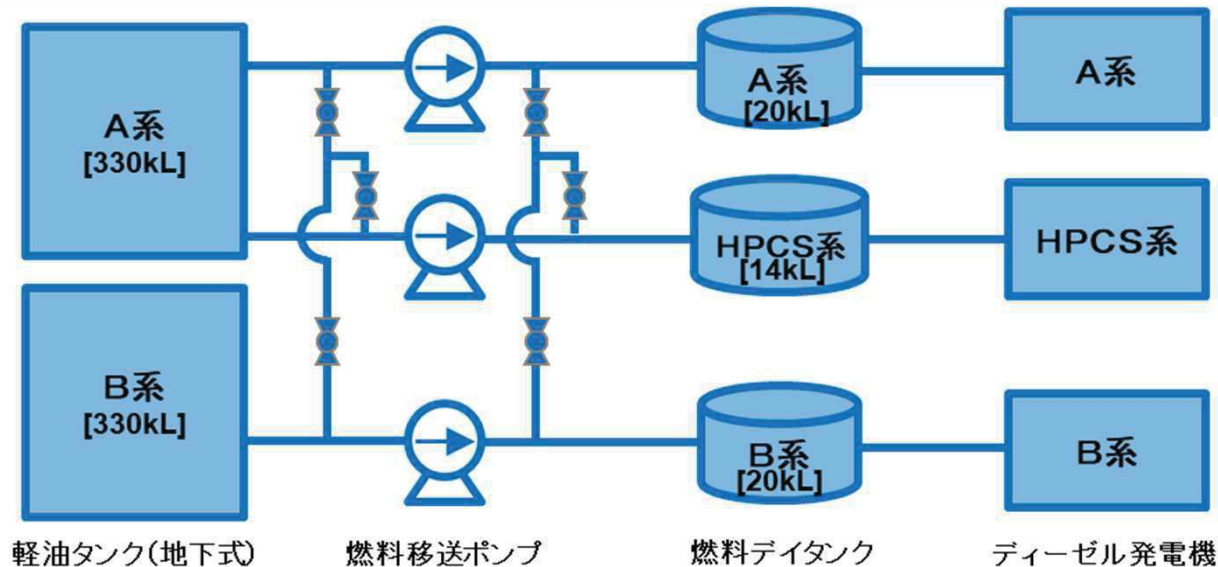 A系
[330kL]
A系
[20kL]
A系
HPCS系
[14kL]
HPCS系
B系
[330kL]
B系
[20kL]
B系
軽油タンク(地下式)
燃料移送ポンプ
燃料デイタンク
ディーゼル発電機